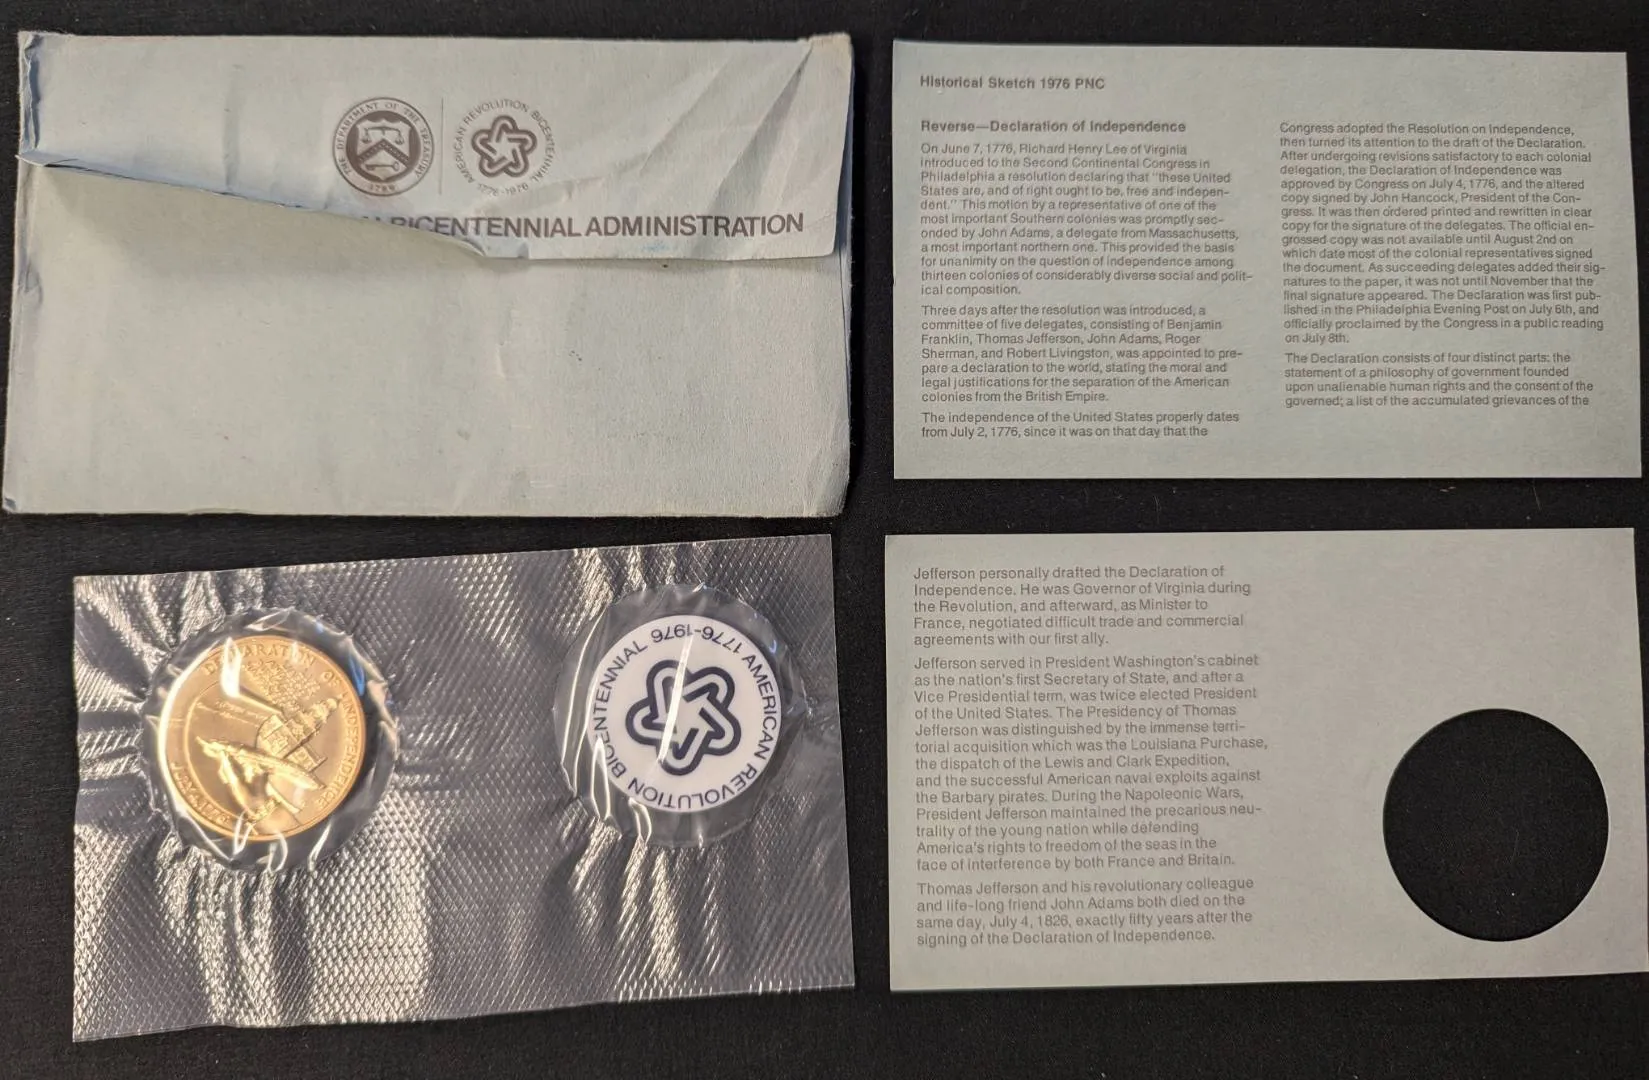 THE DEPARTMENT OF THE TREASURY
1789
AMERICAN REVOLUTION BICENTENNIAL
1776-1976
BICENTENNIAL ADMINISTRATION
Historical Sketch 1976 PNC
Reverse—Declaration of Independence
On June 7, 1776, Richard Henry Lee of Virginia
introduced to the Second Continental Congress in
Philadelphia a resolution declaring that "these United
States are, and of right ought to be, free and indepen-
dent." This motion by a representative of one of the
most important Southern colonies was promptly sec-
onded by John Adams, a delegate from Massachusetts,
a most important northern one. This provided the basis
for unanimity on the question of independence among
thirteen colonies of considerably diverse social and polit-
ical composition.
Three days after the resolution was introduced, a
committee of five delegates, consisting of Benjamin
Franklin, Thomas Jefferson, John Adams, Roger
Sherman, and Robert Livingston, was appointed to pre-
pare a declaration to the world, stating the moral and
legal justifications for the separation of the American
colonies from the British Empire.
The independence of the United States properly dates
from July 2, 1776, since it was on that day that the
Congress adopted the Resolution on Independence,
then turned its attention to the draft of the Declaration.
After undergoing revisions satisfactory to each colonial
delegation, the Declaration of Independence was
approved by Congress on July 4, 1776, and the altered
copy signed by John Hancock, President of the Con-
gress. It was then ordered printed and rewritten in clear
copy for the signature of the delegates. The official en-
grossed copy was not available until August 2nd on
which date most of the colonial representatives signed
the document. As succeeding delegates added their sig-
natures to the paper, it was not until November that the
final signature appeared. The Declaration was first pub-
lished in the Philadelphia Evening Post on July 6th, and
officially proclaimed by the Congress in a public reading
on July 8th.
The Declaration consists of four distinct parts: the
statement of a philosophy of government founded
upon unalienable human rights and the consent of the
governed; a list of the accumulated grievances of the
DECLARATION OF INDEPENDENCE
JULY 4, 1776
1776-1976 AMERICAN REVOLUTION BICENTENNIAL
Jefferson personally drafted the Declaration of
Independence. He was Governor of Virginia during
the Revolution, and afterward, as Minister to
France, negotiated difficult trade and commercial
agreements with our first ally.
Jefferson served in President Washington's cabinet
as the nation's first Secretary of State, and after a
Vice Presidential term, was twice elected President
of the United States. The Presidency of Thomas
Jefferson was distinguished by the immense terri-
torial acquisition which was the Louisiana Purchase,
the dispatch of the Lewis and Clark Expedition,
and the successful American naval exploits against
the Barbary pirates. During the Napoleonic Wars,
President Jefferson maintained the precarious neu-
trality of the young nation while defending
America's rights to freedom of the seas in the
face of interference by both France and Britain.
Thomas Jefferson and his revolutionary colleague
and life-long friend John Adams both died on the
same day, July 4, 1826, exactly fifty years after the
signing of the Declaration of Independence.